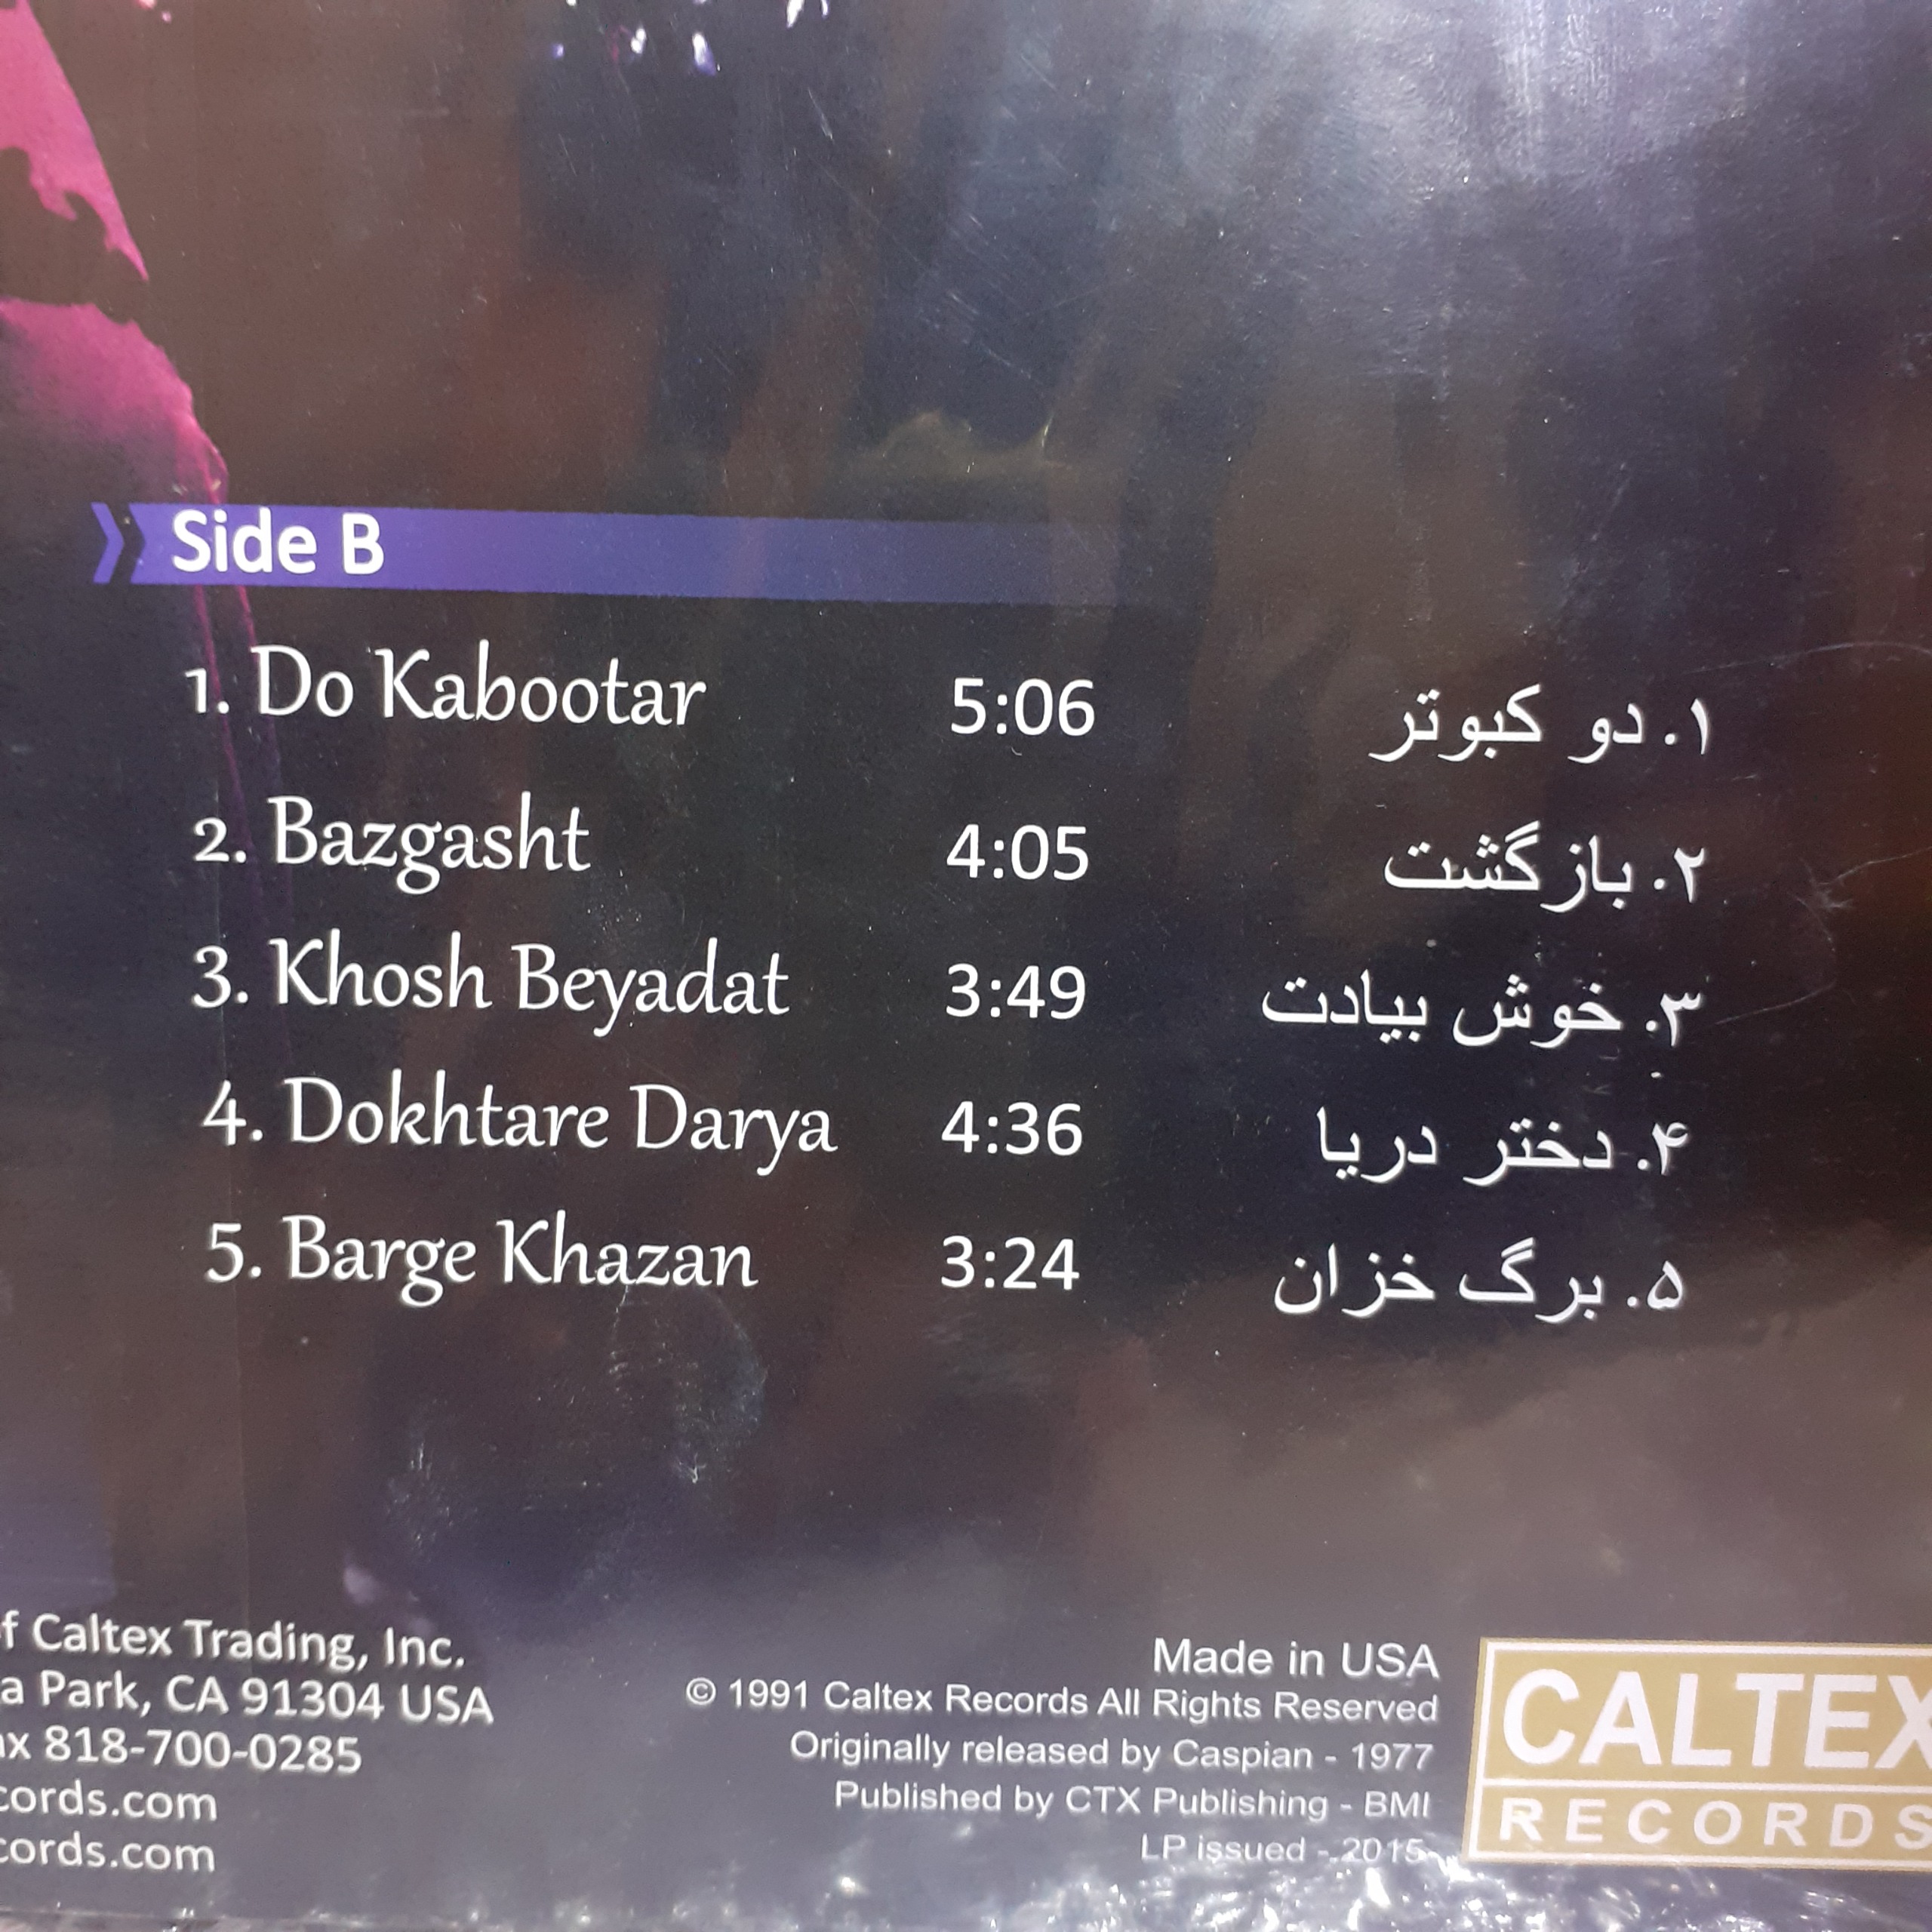 Side B
1. Do Kabootar 5:06 ۱. دو کبوتر
2. Bazgasht 4:05 ۲. بازگشت
3. Khosh Beyadat 3:49 ۳. خوش بیادت
4. Dokhtare Darya 4:36 ۴. دختر دریا
5. Barge Khazan 3:24 ۵. برگ خزان
f Caltex Trading, Inc.
a Park, CA 91304 USA
ax 818-700-0285
cords.com
cords.com
Made in USA
© 1991 Caltex Records All Rights Reserved
Originally released by Caspian - 1977
Published by CTX Publishing - BMI
LP issued - 2015
CALTEX
RECORDS